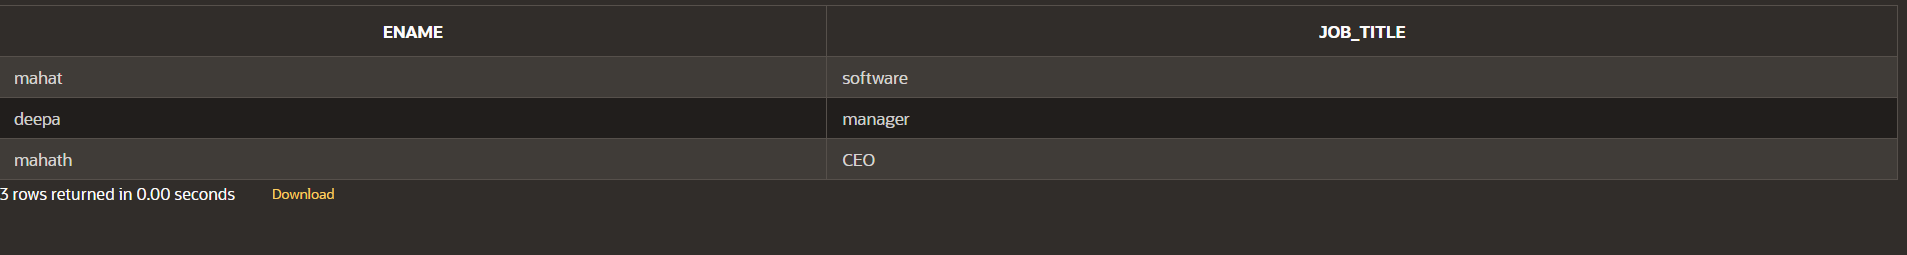 ENAME JOB_TITLE
mahat software
deepa manager
mahath CEO
3 rows returned in 0.00 seconds Download